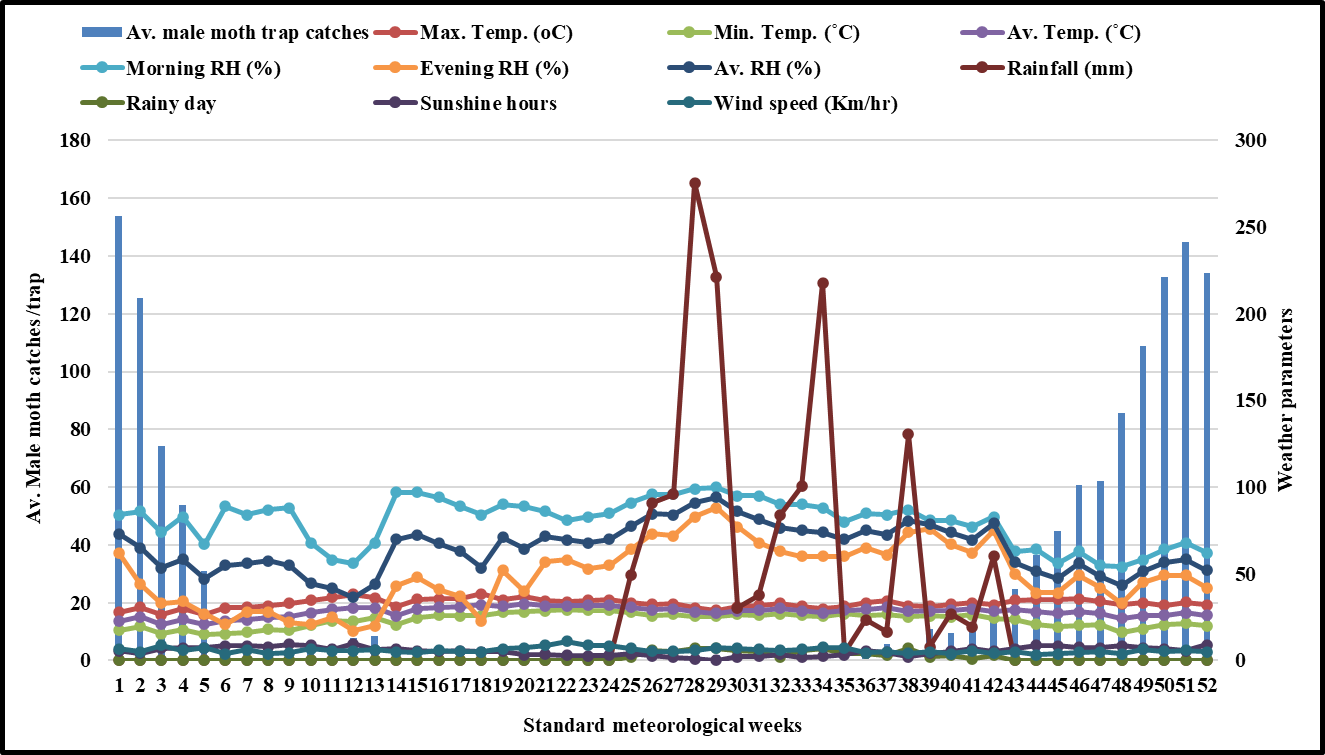 Av. male moth trap catches Max. Temp. (oC) Min. Temp. (˚C) Av. Temp. (˚C)
Morning RH (%) Evening RH (%) Av. RH (%) Rainfall (mm)
Rainy day Sunshine hours Wind speed (Km/hr)
180 300
160
250
140
120
200
100
150
80
60
100
40
50
20
0 0
Av. Male moth catches /trap
Weather parameters
1 2 3 4 5 6 7 8 9 10 11 12 13 14 15 16 17 18 19 20 21 22 23 24 25 26 27 28 29 30 31 32 33 34 35 36 37 38 39 40 41 42 43 44 45 46 47 48 49 50 51 52
Standard meteorological weeks